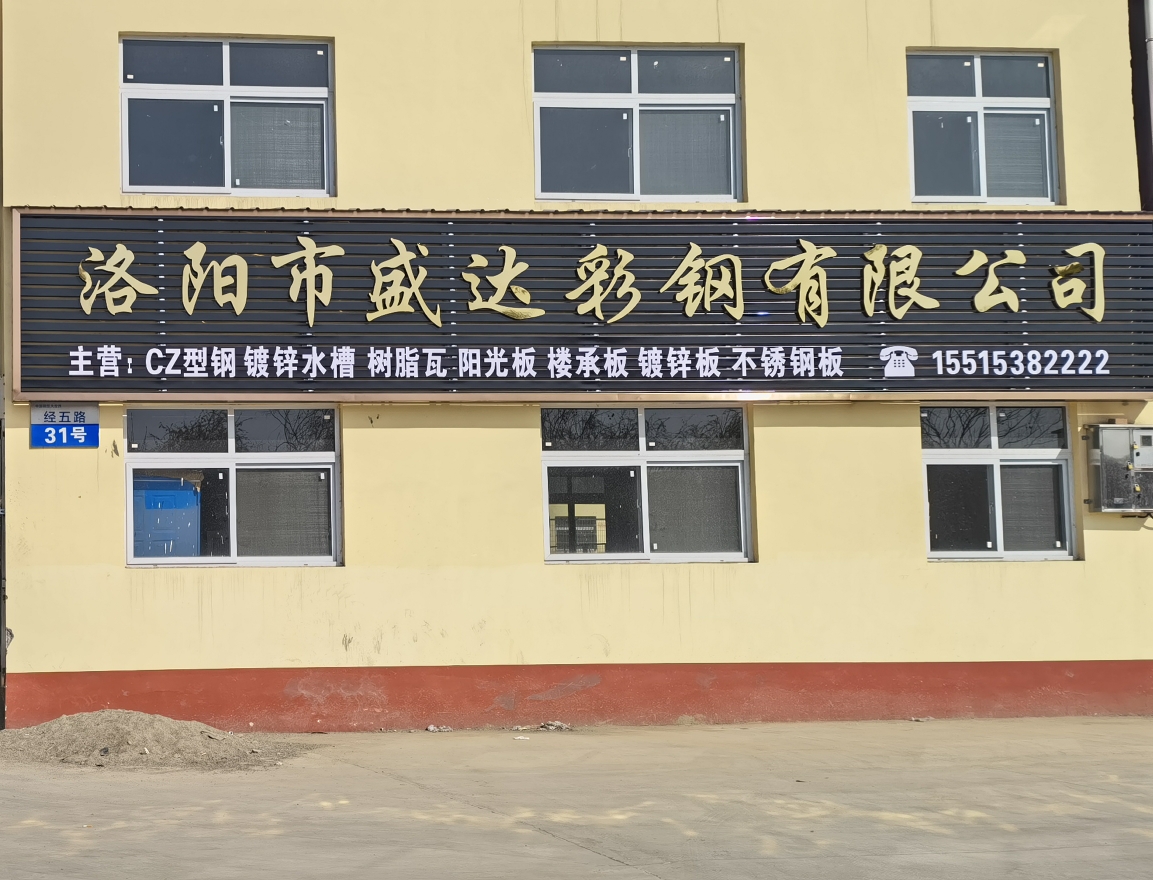 洛阳市盛达彩钢有限公司
主营：CZ型钢 镀锌水槽 树脂瓦 阳光板 楼承板 镀锌板 不锈钢板 15515382222
经五路
31号